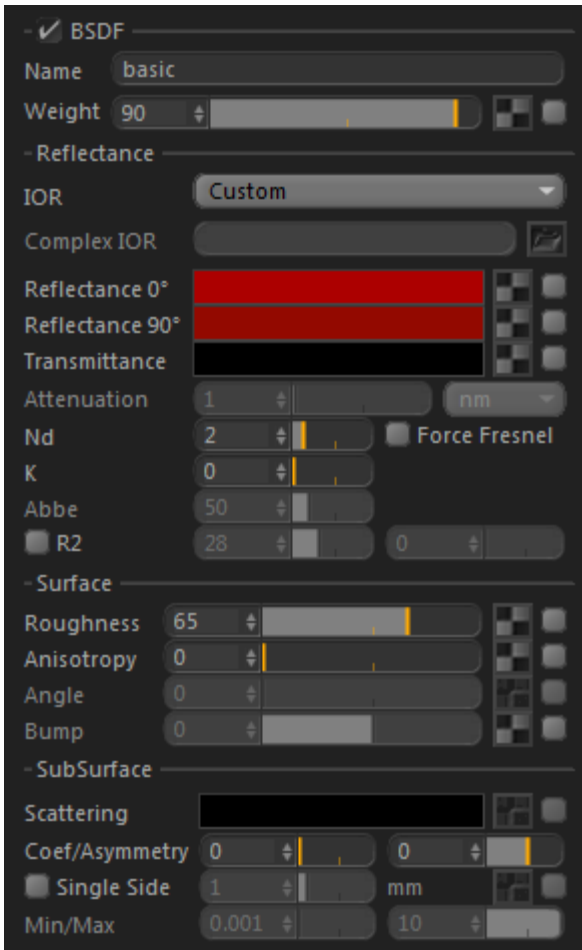 BSDF
Name basic
Weight 90
Reflectance
IOR Custom
Complex IOR
Reflectance 0°
Reflectance 90°
Transmittance
Attenuation 1 nm
Nd 2 Force Fresnel
K 0
Abbe 50
R2 28 0
Surface
Roughness 65
Anisotropy 0
Angle 0
Bump 0
SubSurface
Scattering
Coef/Asymmetry 0 0
Single Side 1 mm
Min/Max 0.001 10